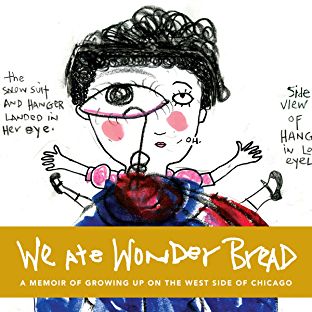 the
snow suit
AND HANGER
LANDED IN
Her eye.
Side
view
OF
HANG
in Lo
eyel
OH.
We Ate Wonder Bread
A MEMOIR OF GROWING UP ON THE WEST SIDE OF CHICAGO